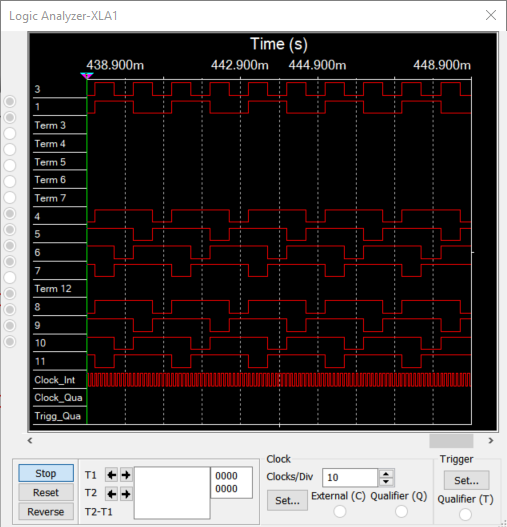 Logic Analyzer-XLA1
Time (s)
438.900m 442.900m 444.900m 448.900m
3
1
Term 3
Term 4
Term 5
Term 6
Term 7
4
5
6
7
Term 12
8
9
10
11
Clock_Int
Clock_Qua
Trigg_Qua
Stop
Reset
Reverse
T1
T2
T2-T1
0000
0000
Clock
Clocks/Div 10
Set... External (C) Qualifier (Q)
Trigger
Set...
Qualifier (T)